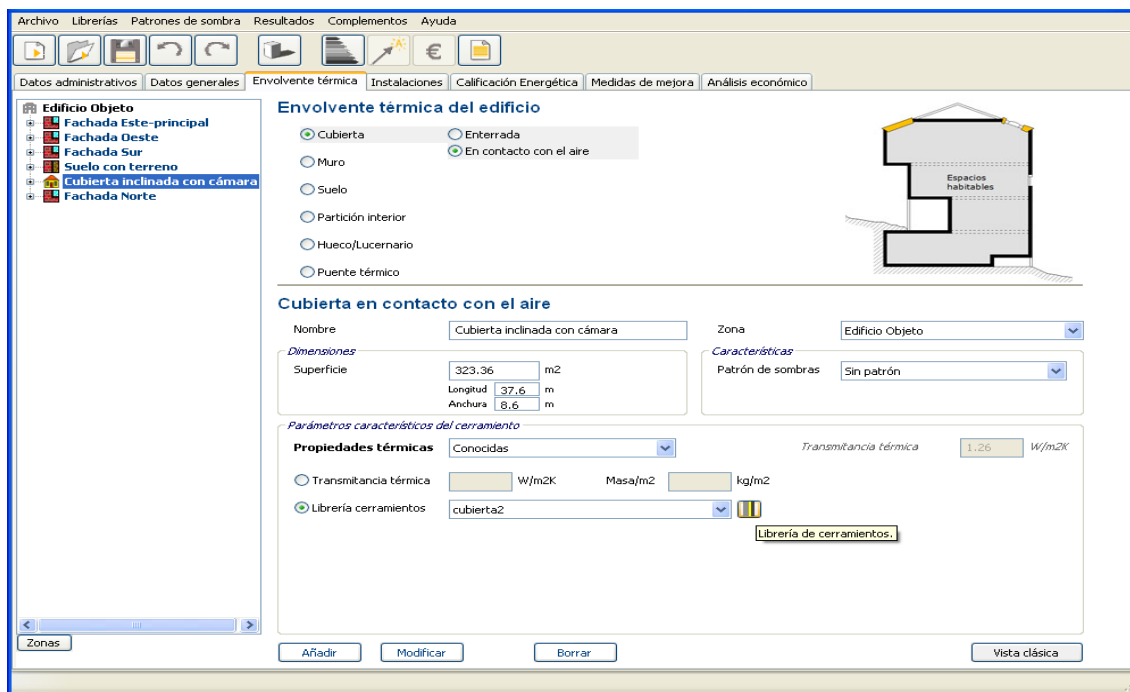 Archivo Librerías Patrones de sombra Resultados Complementos Ayuda
€
Datos administrativos Datos generales Envolvente térmica Instalaciones Calificación Energética Medidas de mejora Análisis económico
Edificio Objeto
Fachada Este-principal
Fachada Oeste
Fachada Sur
Suelo con terreno
Cubierta inclinada con cámara
Fachada Norte
Zonas
Envolvente térmica del edificio
Cubierta
Enterrada
En contacto con el aire
Muro
Suelo
Partición interior
Hueco/Lucernario
Puente térmico
Espacios
habitables
Cubierta en contacto con el aire
Nombre Cubierta inclinada con cámara Zona Edificio Objeto
Dimensiones
Superficie 323.36 m2
Longitud 37.6 m
Anchura 8.6 m
Características
Patrón de sombras Sin patrón
Parámetros característicos del cerramiento
Propiedades térmicas Conocidas Transmitancia térmica 1.26 W/m2K
Transmitancia térmica W/m2K Masa/m2 kg/m2
Librería cerramientos cubierta2
Librería de cerramientos.
Añadir Modificar Borrar Vista clásica